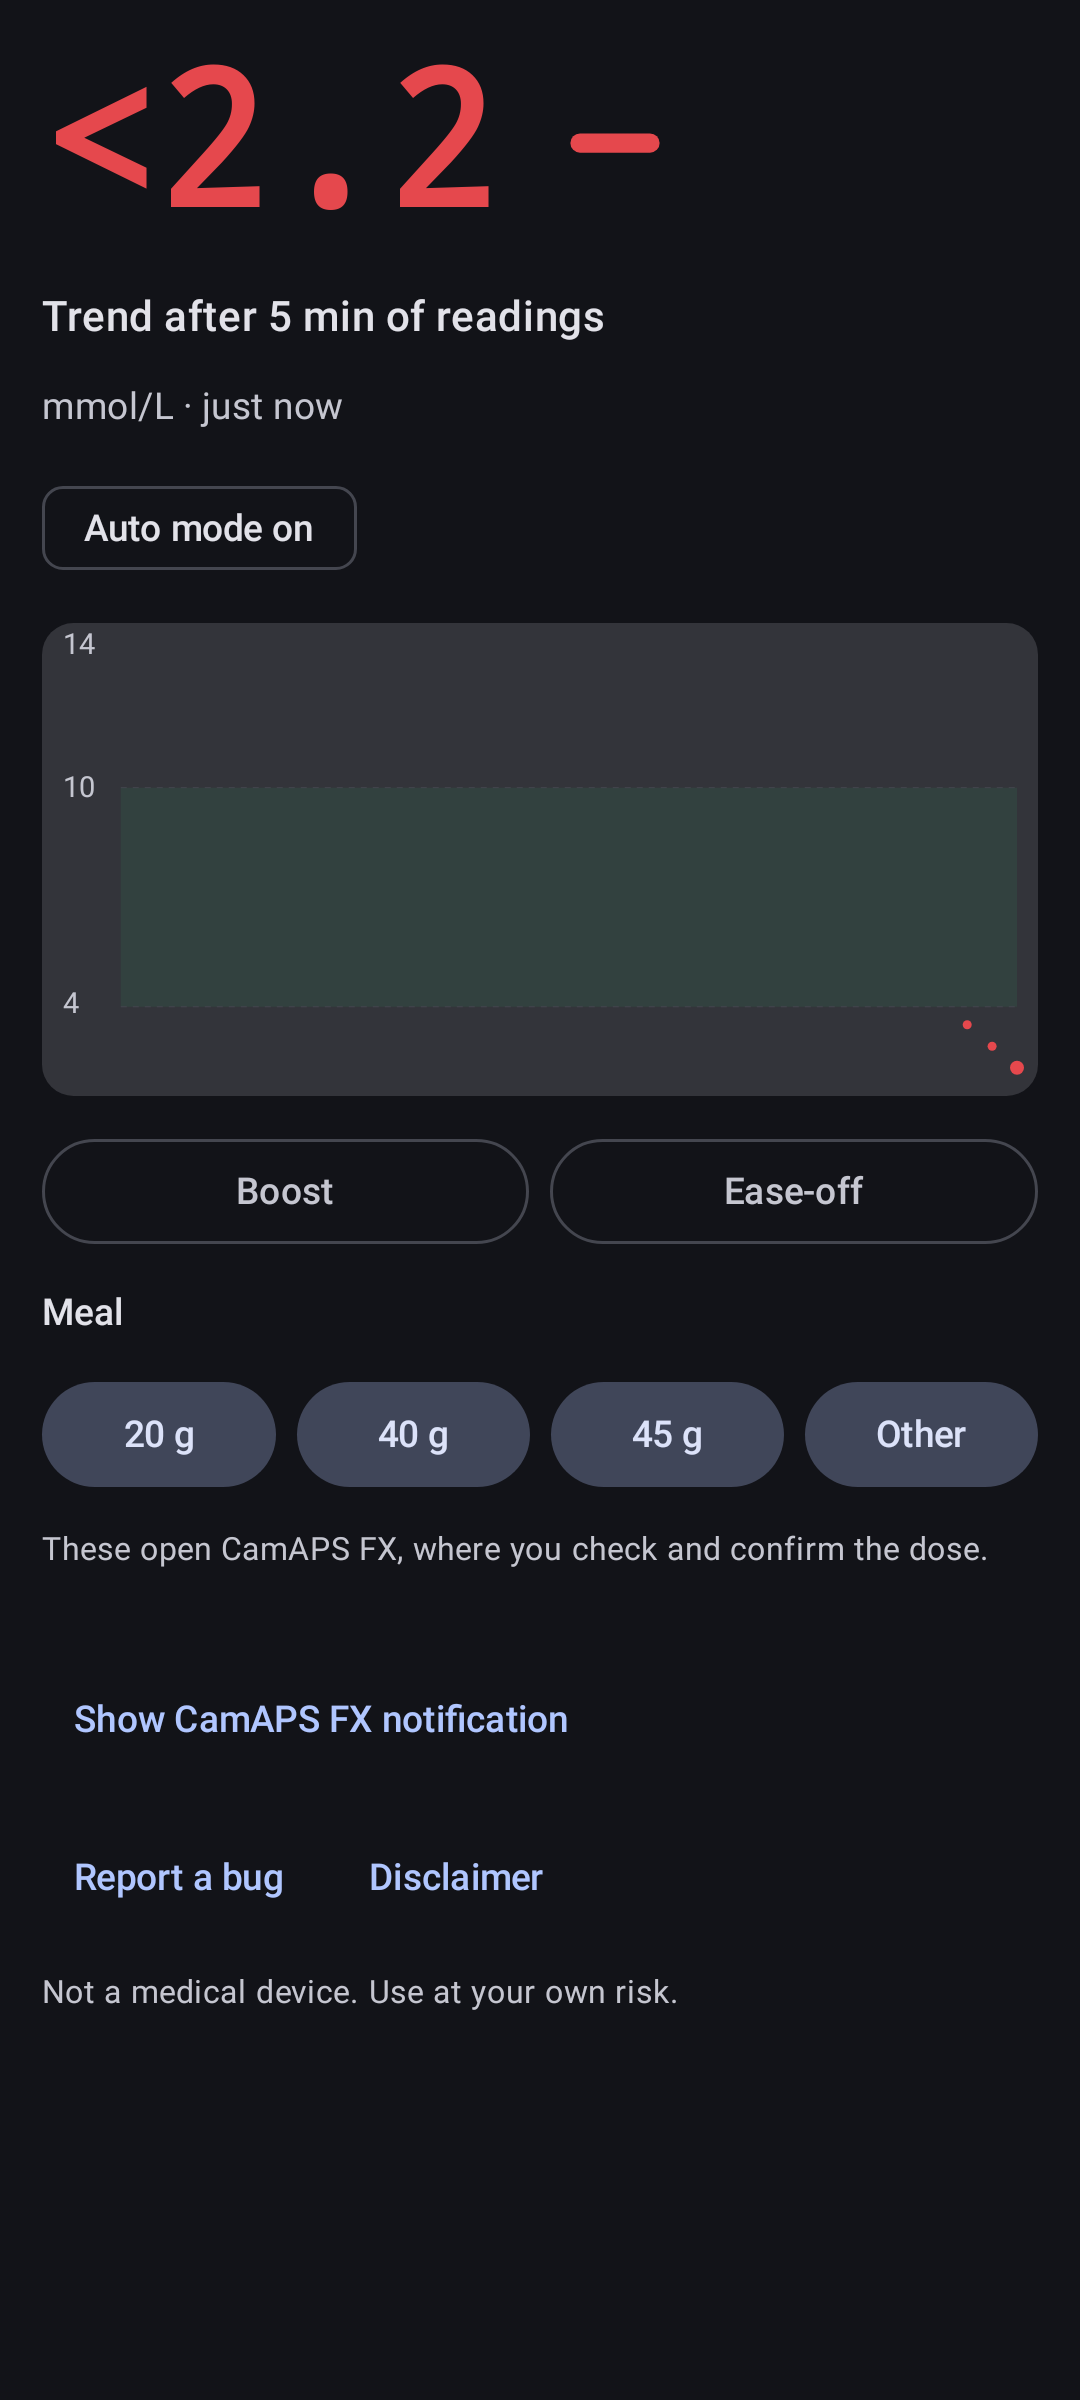 <2.2 –
Trend after 5 min of readings
mmol/L · just now
Auto mode on
14
10
4
Boost
Ease-off
Meal
20 g
40 g
45 g
Other
These open CamAPS FX, where you check and confirm the dose.
Show CamAPS FX notification
Report a bug
Disclaimer
Not a medical device. Use at your own risk.